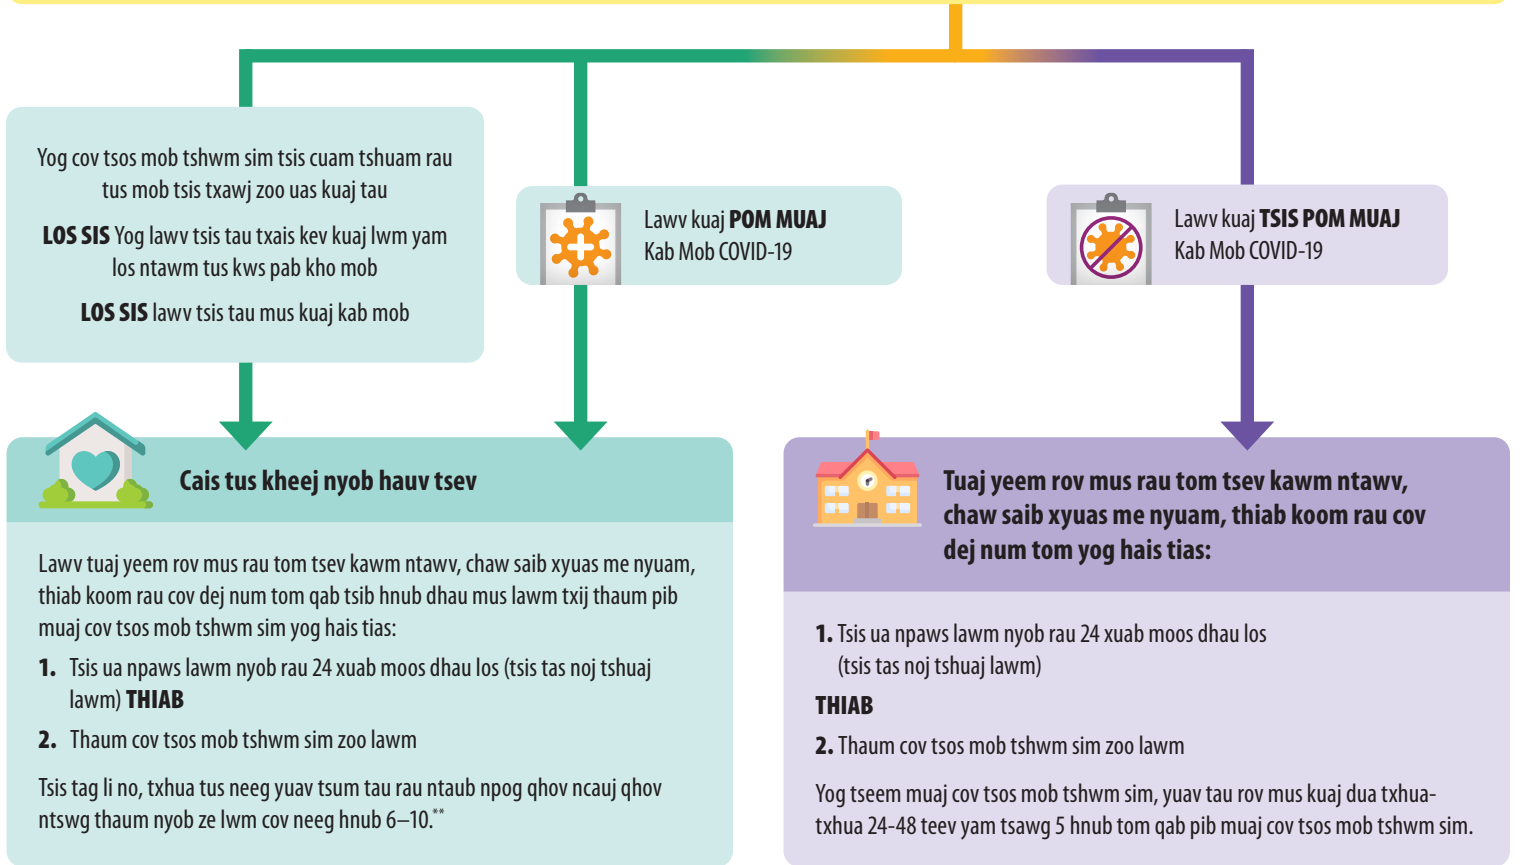 Yog cov tsos mob tshwm sim tsis cuam tshuam rau
tus mob tsis txawj zoo uas kuaj tau
LOS SIS Yog lawv tsis tau txais kev kuaj lwm yam
los ntawm tus kws pab kho mob
LOS SIS lawv tsis tau mus kuaj kab mob
Lawv kuaj POM MUAJ
Kab Mob COVID-19
Lawv kuaj TSIS POM MUAJ
Kab Mob COVID-19
Cais tus kheej nyob hauv tsev
Lawv tuaj yeem rov mus rau tom tsev kawm ntawv, chaw saib xyuas me nyuam,
thiab koom rau cov dej num tom qab tsib hnub dhau mus lawm txij thaum pib
muaj cov tsos mob tshwm sim yog hais tias:
1. Tsis ua npaws lawm nyob rau 24 xuab moos dhau los (tsis tas noj tshuaj
lawm) THIAB
2. Thaum cov tsos mob tshwm sim zoo lawm
Tsis tag li no, txhua tus neeg yuav tsum tau rau ntaub npog qhov ncauj qhov
ntswg thaum nyob ze lwm cov neeg hnub 6–10.**
Tuaj yeem rov mus rau tom tsev kawm ntawv,
chaw saib xyuas me nyuam, thiab koom rau cov
dej num tom yog hais tias:
1. Tsis ua npaws lawm nyob rau 24 xuab moos dhau los
(tsis tas noj tshuaj lawm)
THIAB
2. Thaum cov tsos mob tshwm sim zoo lawm
Yog tseem muaj cov tsos mob tshwm sim, yuav tau rov mus kuaj dua txhua-
txhua 24-48 teev yam tsawg 5 hnub tom qab pib muaj cov tsos mob tshwm sim.